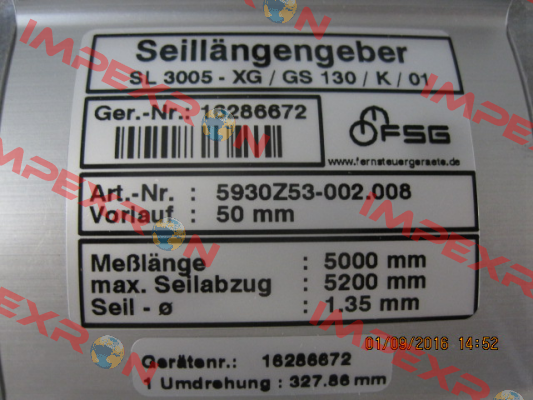 Seillängengeber
SL 3005 - XG / GS 130 / K / 01
Ger.-Nr.: 16286672
FSG
www.fernsteuergeraete.de
Art.-Nr. : 5930Z53-002.008
Vorlauf : 50 mm
Meßlänge : 5000 mm
max. Seilabzug : 5200 mm
Seil - ø : 1.35 mm
01/09/2016 14:52
Gerätenr.: 16286672
1 Umdrehung : 327.86 mm
IMPEXRON
IMPEXRON
IMPEXRON
IMPEXRON